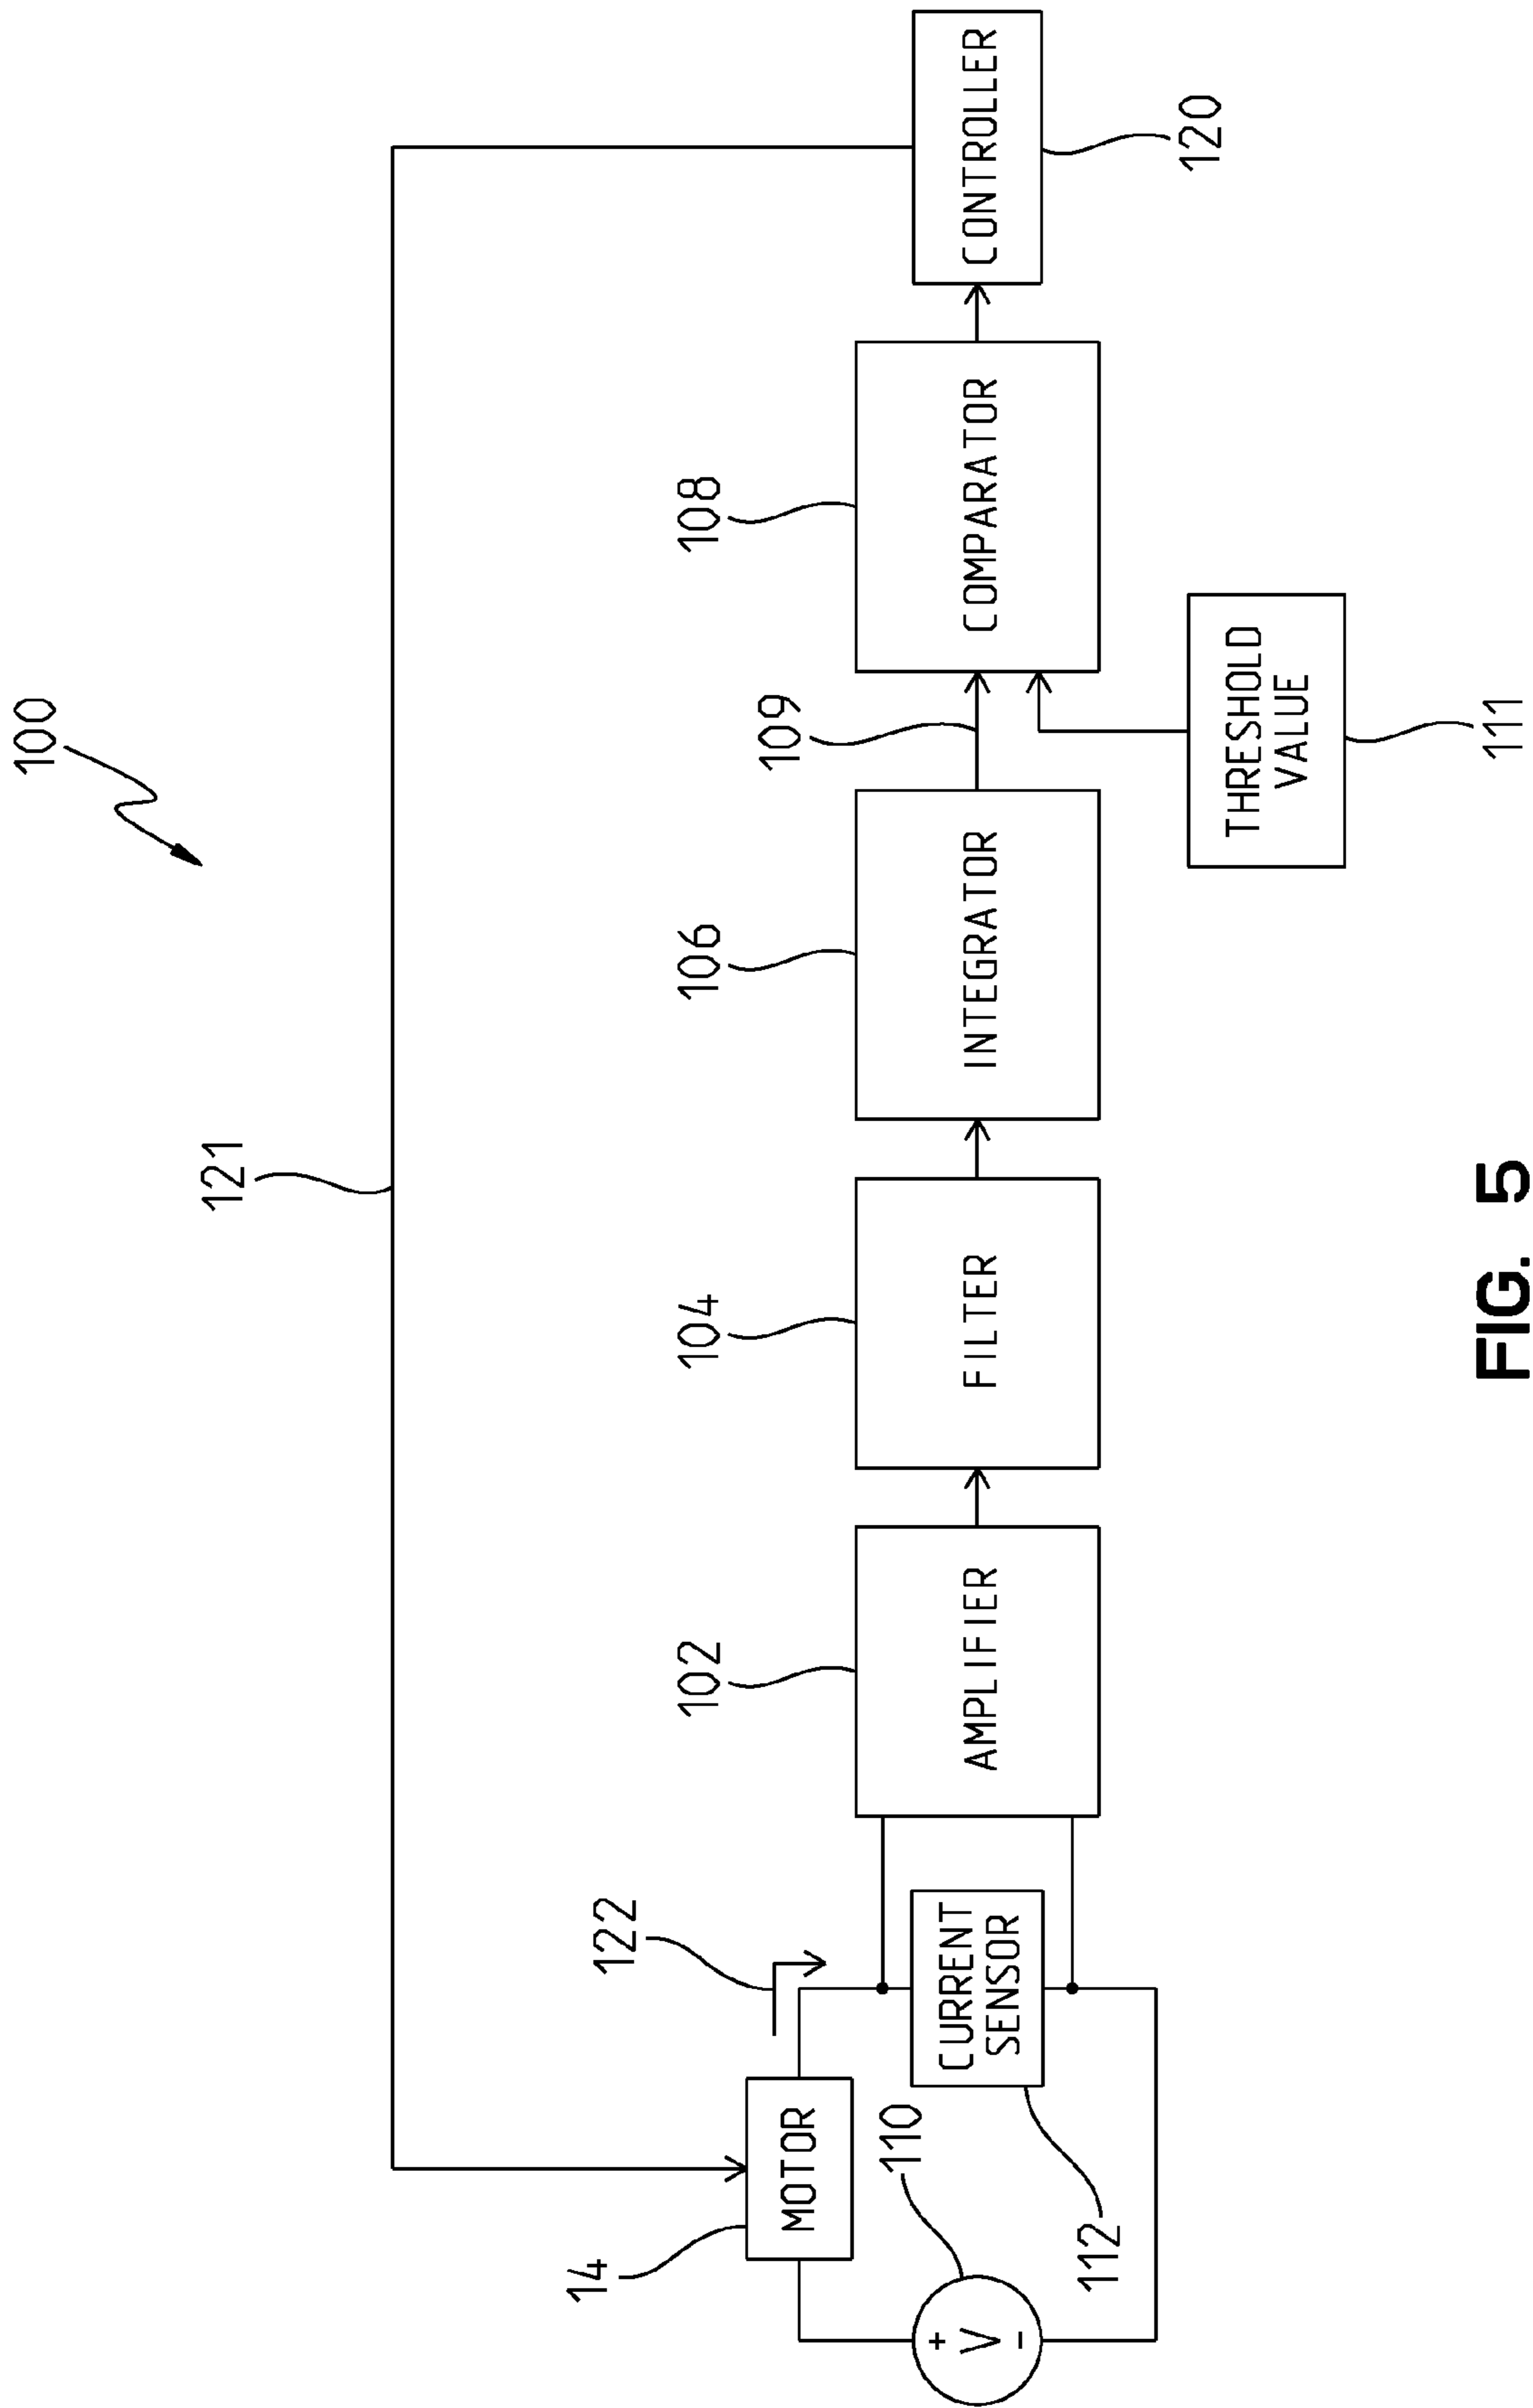 100
121
122
102
104
106
108
109
14
MOTOR
110
+
V
-
CURRENT
SENSOR
112
AMPLIFIER
FILTER
INTEGRATOR
COMPARATOR
CONTROLLER
120
THRESHOLD
VALUE
111
FIG. 5